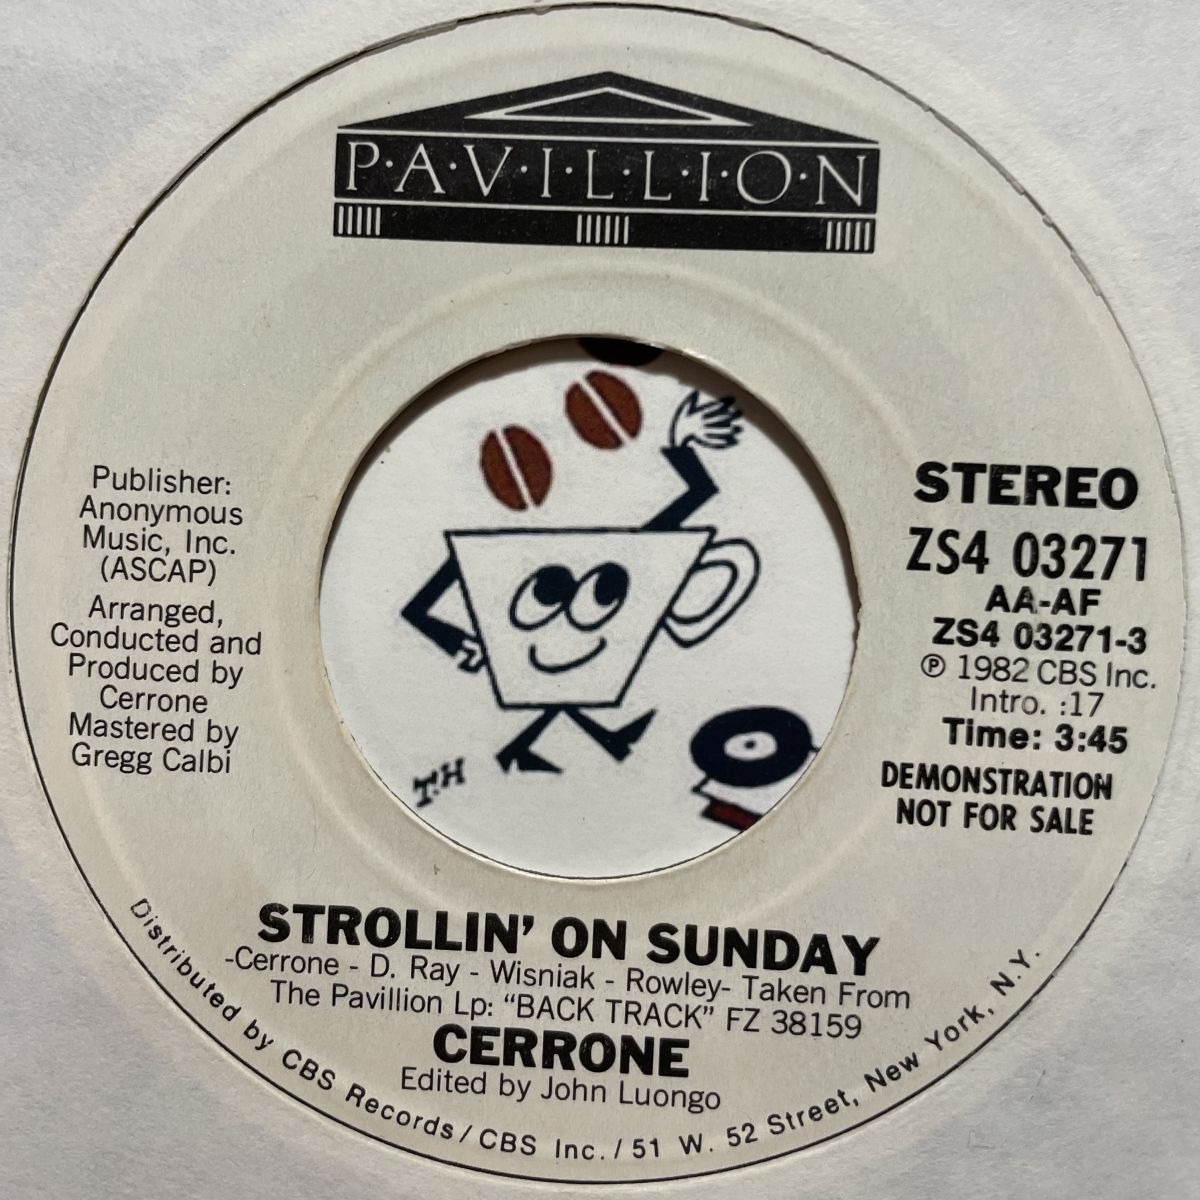 P·A·V·I·L·L·I·O·N
Publisher:
Anonymous
Music, Inc.
(ASCAP)
Arranged,
Conducted and
Produced by
Cerrone
Mastered by
Gregg Calbi
STEREO
ZS4 03271
AA-AF
ZS4 03271-3
℗ 1982 CBS Inc.
Intro. :17
Time: 3:45
DEMONSTRATION
NOT FOR SALE
T.H
STROLLIN' ON SUNDAY
-Cerrone - D. Ray - Wisniak - Rowley- Taken From
The Pavillion Lp: "BACK TRACK" FZ 38159
CERRONE
Edited by John Luongo
Distributed by CBS Records/CBS Inc./51 W. 52 Street, New York, N.Y.